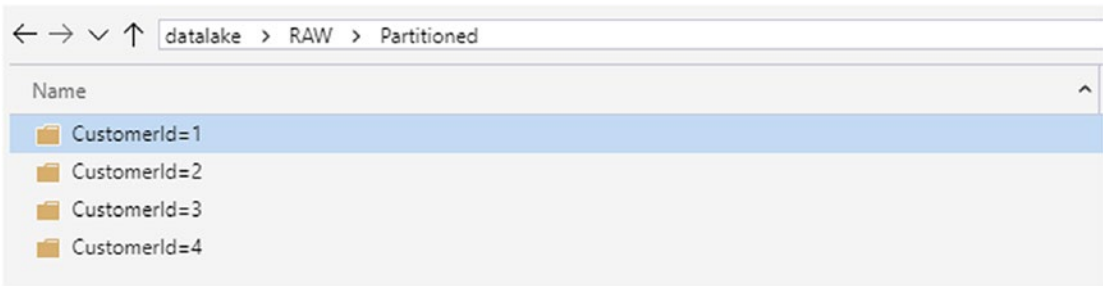 datalake > RAW > Partitioned
Name
CustomerId=1
CustomerId=2
CustomerId=3
CustomerId=4